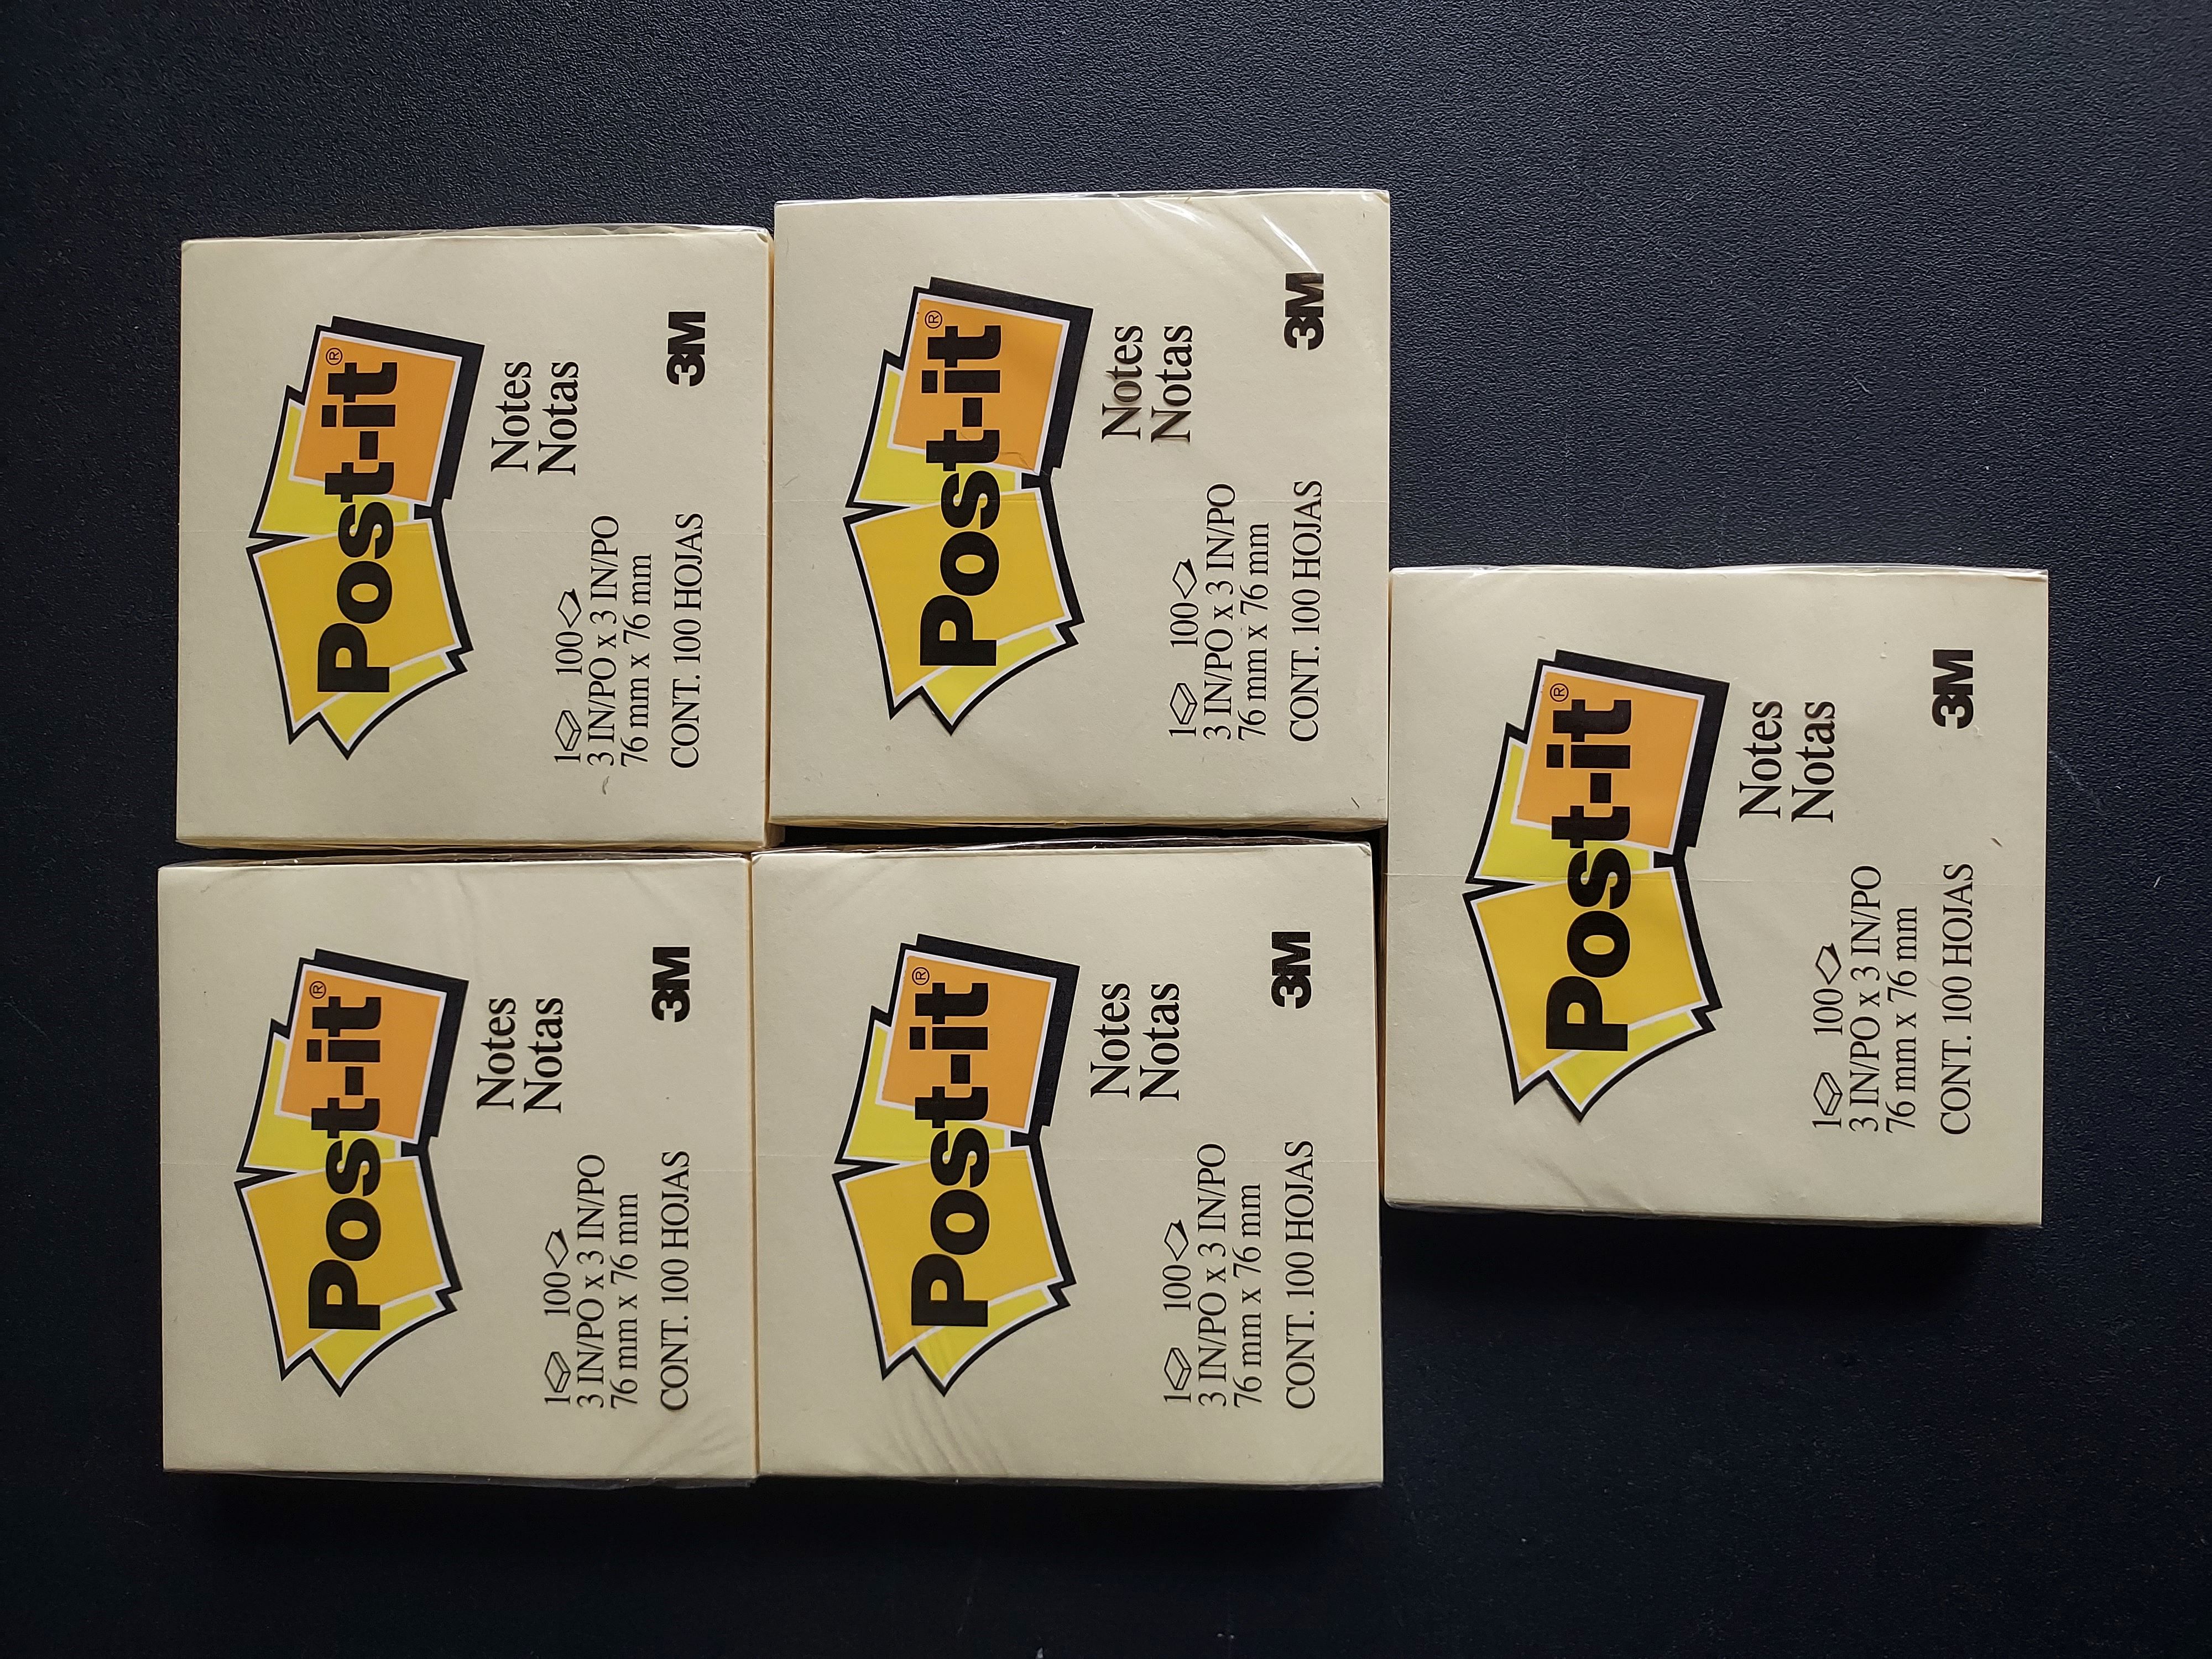 Post-it®
Notes
Notas
1 100
3 IN/PO x 3 IN/PO
76 mm x 76 mm
CONT. 100 HOJAS
3M
Post-it®
Notes
Notas
1 100
3 IN/PO x 3 IN/PO
76 mm x 76 mm
CONT. 100 HOJAS
3M
Post-it®
Notes
Notas
1 100
3 IN/PO x 3 IN/PO
76 mm x 76 mm
CONT. 100 HOJAS
3M
Post-it®
Notes
Notas
1 100
3 IN/PO x 3 IN/PO
76 mm x 76 mm
CONT. 100 HOJAS
3M
Post-it®
Notes
Notas
1 100
3 IN/PO x 3 IN/PO
76 mm x 76 mm
CONT. 100 HOJAS
3M